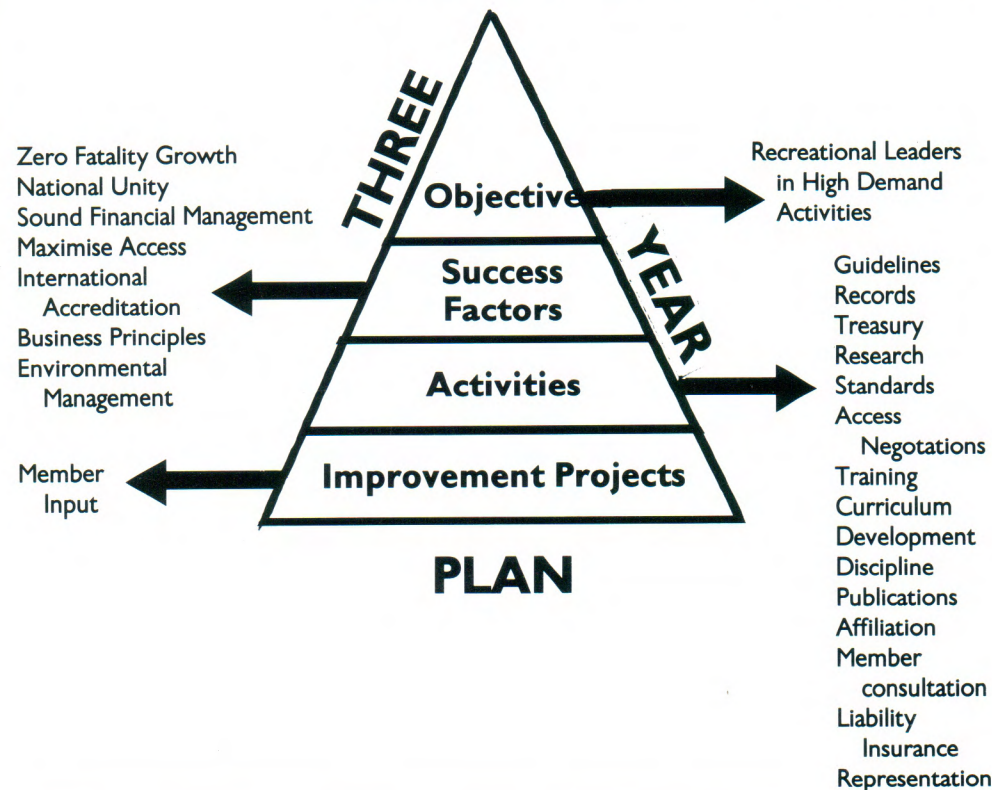 THREE
YEAR
PLAN
Objective
Success
Factors
Activities
Improvement Projects
Zero Fatality Growth
National Unity
Sound Financial Management
Maximise Access
International
Accreditation
Business Principles
Environmental
Management
Member
Input
Recreational Leaders
in High Demand
Activities
Guidelines
Records
Treasury
Research
Standards
Access
Negotations
Training
Curriculum
Development
Discipline
Publications
Affiliation
Member
consultation
Liability
Insurance
Representation